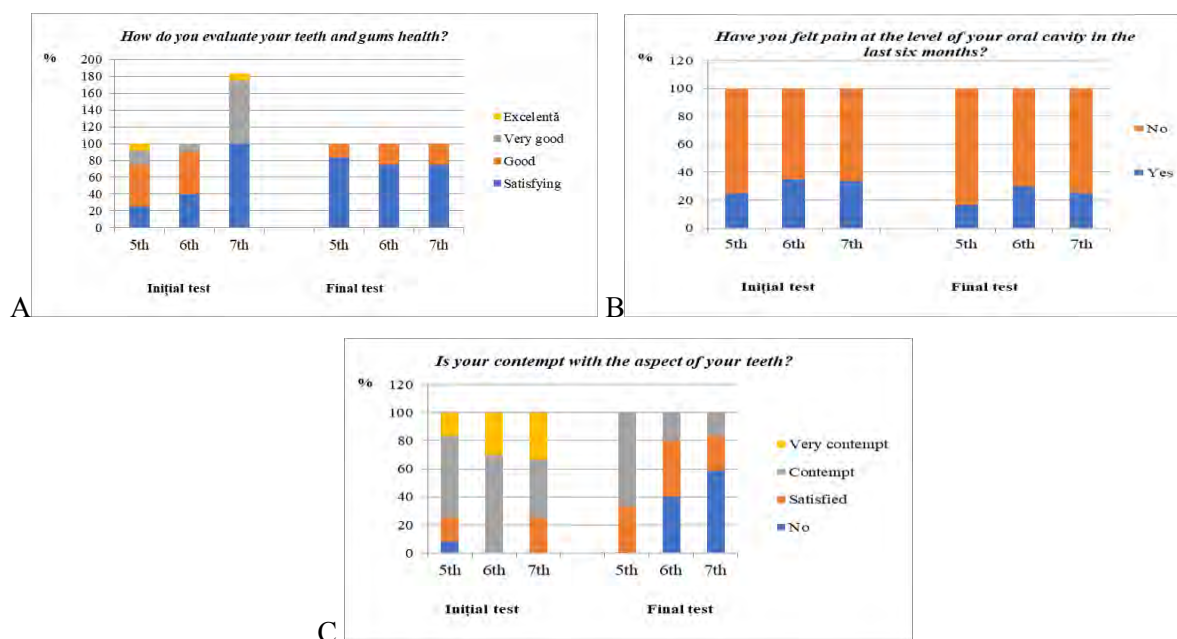 How do you evaluate your teeth and gums health?
%
200
180
160
140
120
100
80
60
40
20
0
5th 6th 7th 5th 6th 7th
Inițial test Final test
Excelentă
Very good
Good
Satisfying
A
Have you felt pain at the level of your oral cavity in the
last six months?
%
120
100
80
60
40
20
0
5th 6th 7th 5th 6th 7th
Inițial test Final test
No
Yes
B
Is your contempt with the aspect of your teeth?
%
120
100
80
60
40
20
0
5th 6th 7th 5th 6th 7th
Inițial test Final test
Very contempt
Contempt
Satisfied
No
C